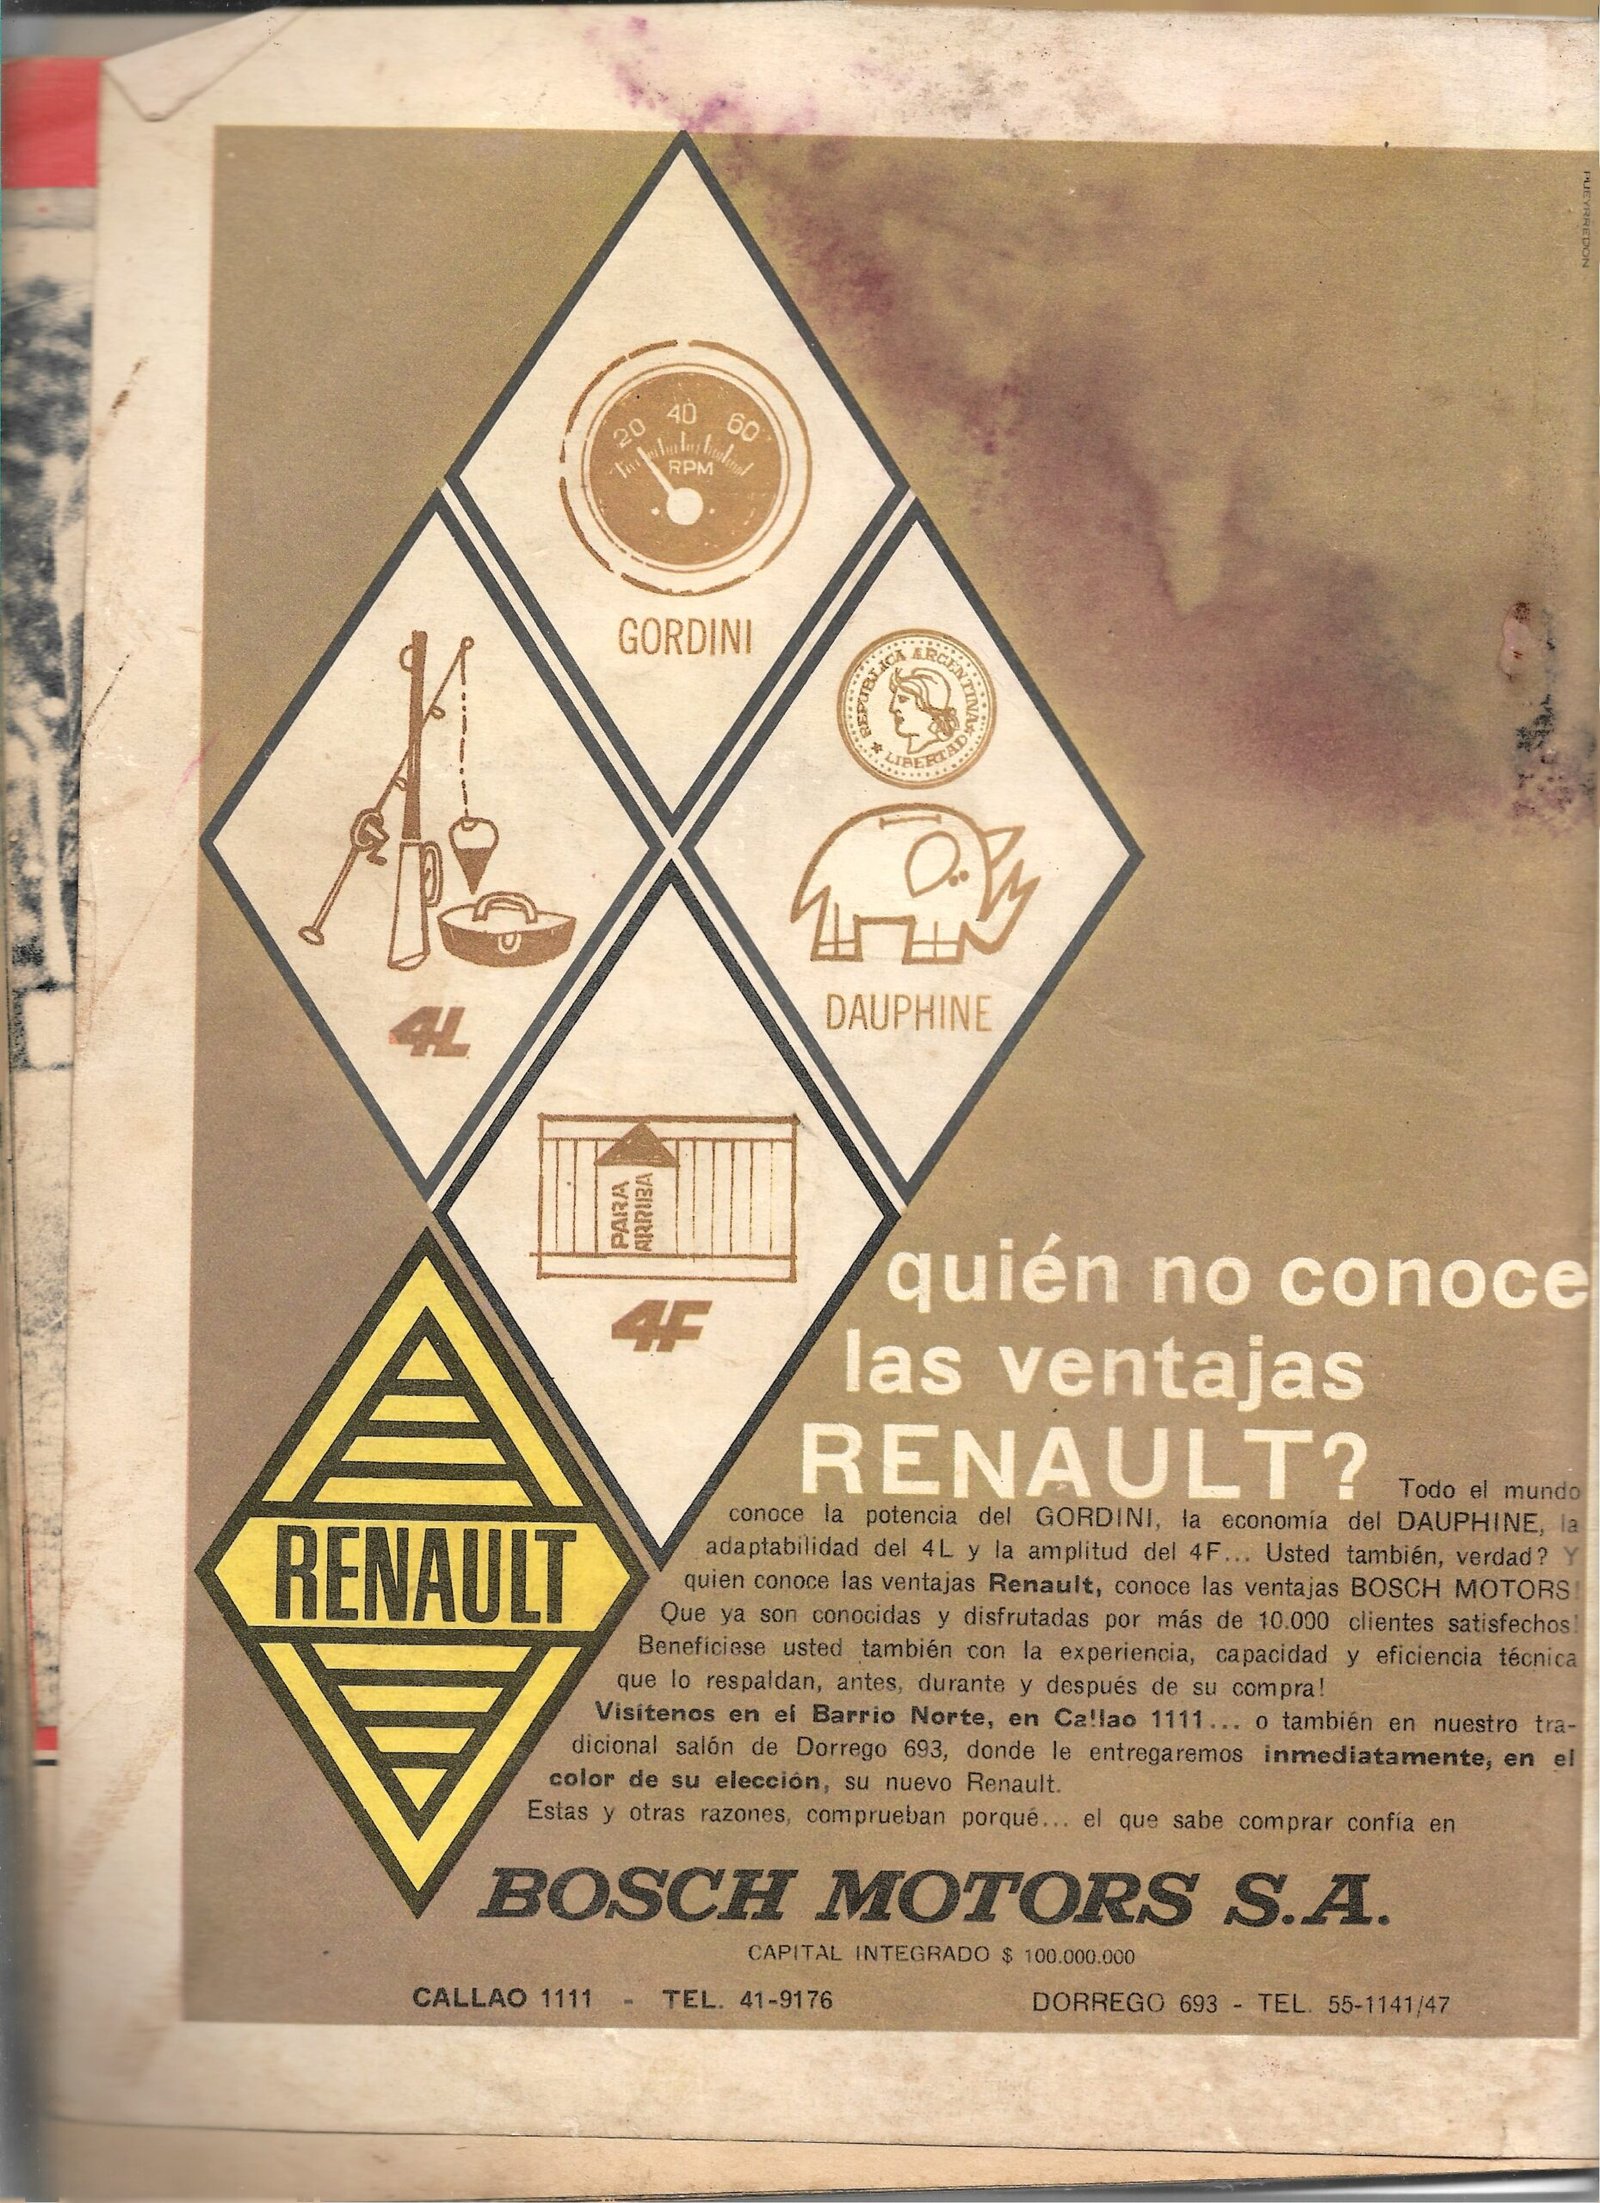 PUEYRREDON
20 40 60
RPM
GORDINI
REPUBLICA ARGENTINA
LIBERTAD
4L
DAUPHINE
PARA
ARRIBA
4F
RENAULT
quién no conoce
las ventajas
RENAULT?
Todo el mundo
conoce la potencia del GORDINI, la economía del DAUPHINE, la
adaptabilidad del 4L y la amplitud del 4F... Usted también, verdad? Y
quien conoce las ventajas Renault, conoce las ventajas BOSCH MOTORS!
Que ya son conocidas y disfrutadas por más de 10.000 clientes satisfechos!
Benefíciese usted también con la experiencia, capacidad y eficiencia técnica
que lo respaldan, antes, durante y después de su compra!
Visítenos en el Barrio Norte, en Callao 1111... o también en nuestro tra-
dicional salón de Dorrego 693, donde le entregaremos inmediatamente, en el
color de su elección, su nuevo Renault.
Estas y otras razones, comprueban porqué... el que sabe comprar confía en
BOSCH MOTORS S.A.
CAPITAL INTEGRADO $ 100.000.000
CALLAO 1111 - TEL. 41-9176
DORREGO 693 - TEL. 55-1141/47